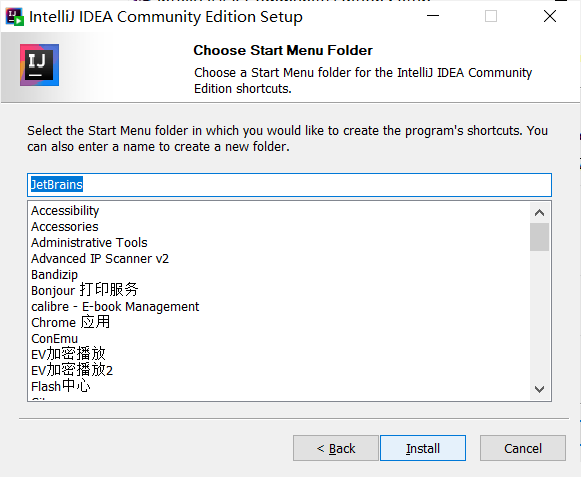 IntelliJ IDEA Community Edition Setup
IJ
Choose Start Menu Folder
Choose a Start Menu folder for the IntelliJ IDEA Community
Edition shortcuts.
Select the Start Menu folder in which you would like to create the program's shortcuts. You
can also enter a name to create a new folder.
JetBrains
Accessibility
Accessories
Administrative Tools
Advanced IP Scanner v2
Bandizip
Bonjour 打印服务
calibre - E-book Management
Chrome 应用
ConEmu
EV加密播放
EV加密播放2
Flash中心
< Back
Install
Cancel